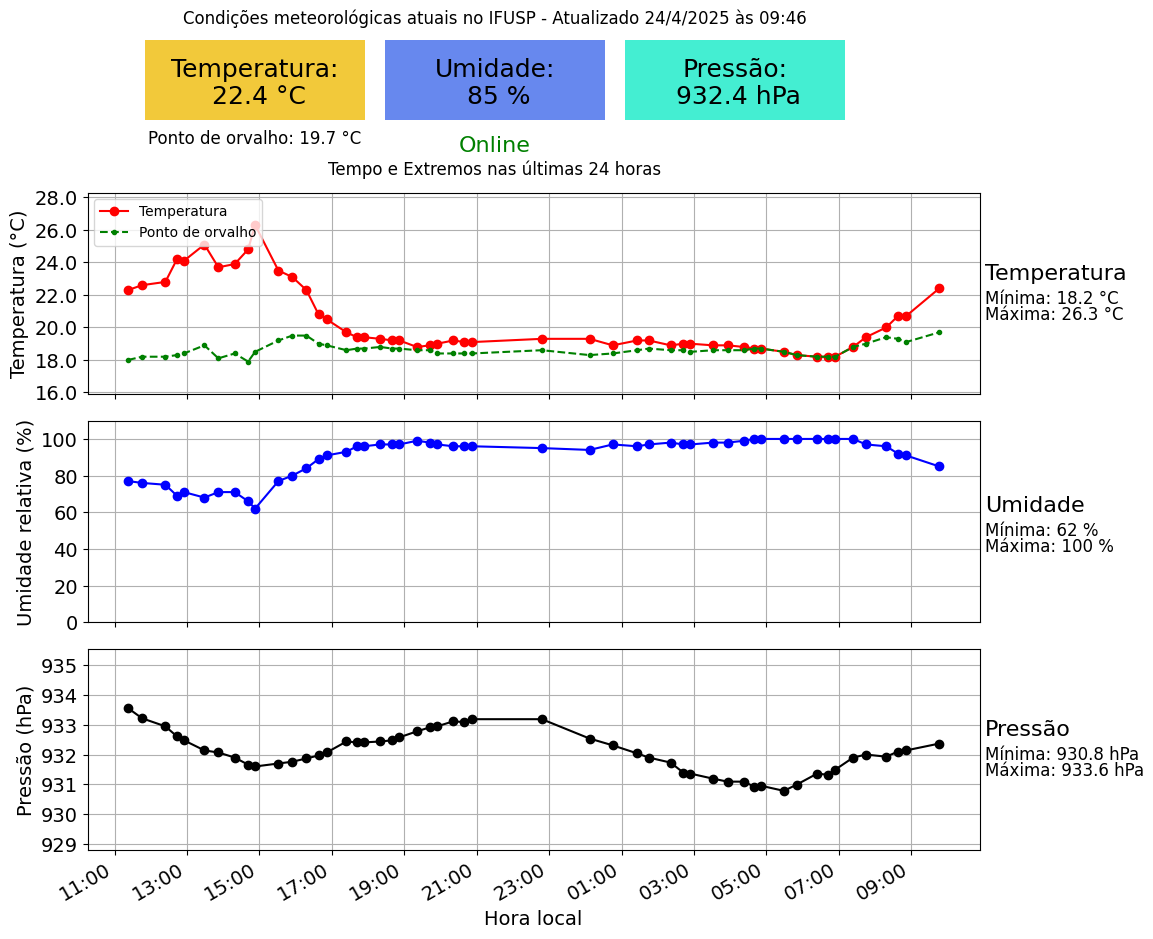 Condições meteorológicas atuais no IFUSP - Atualizado 24/4/2025 às 09:46
Temperatura:
22.4 °C
Umidade:
85 %
Pressão:
932.4 hPa
Ponto de orvalho: 19.7 °C
Online
Tempo e Extremos nas últimas 24 horas
Temperatura (°C)
28.0
26.0
24.0
22.0
20.0
18.0
16.0
Temperatura
Ponto de orvalho
Temperatura
Mínima: 18.2 °C
Máxima: 26.3 °C
Umidade relativa (%)
100
80
60
40
20
0
Umidade
Mínima: 62 %
Máxima: 100 %
Pressão (hPa)
935
934
933
932
931
930
929
Pressão
Mínima: 930.8 hPa
Máxima: 933.6 hPa
11:00
13:00
15:00
17:00
19:00
21:00
23:00
01:00
03:00
05:00
07:00
09:00
Hora local